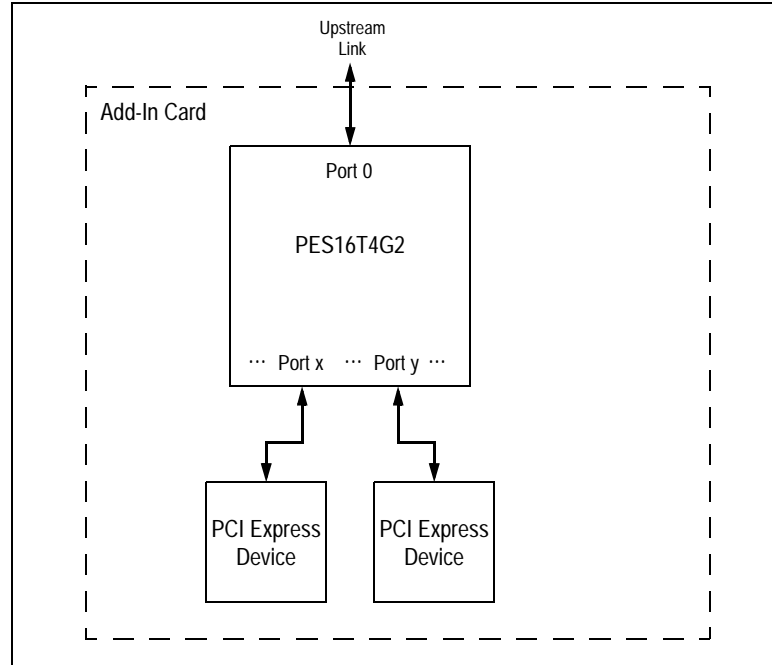 Upstream
Link
Add-In Card
Port 0
PES16T4G2
··· Port x ··· Port y ···
PCI Express
Device
PCI Express
Device